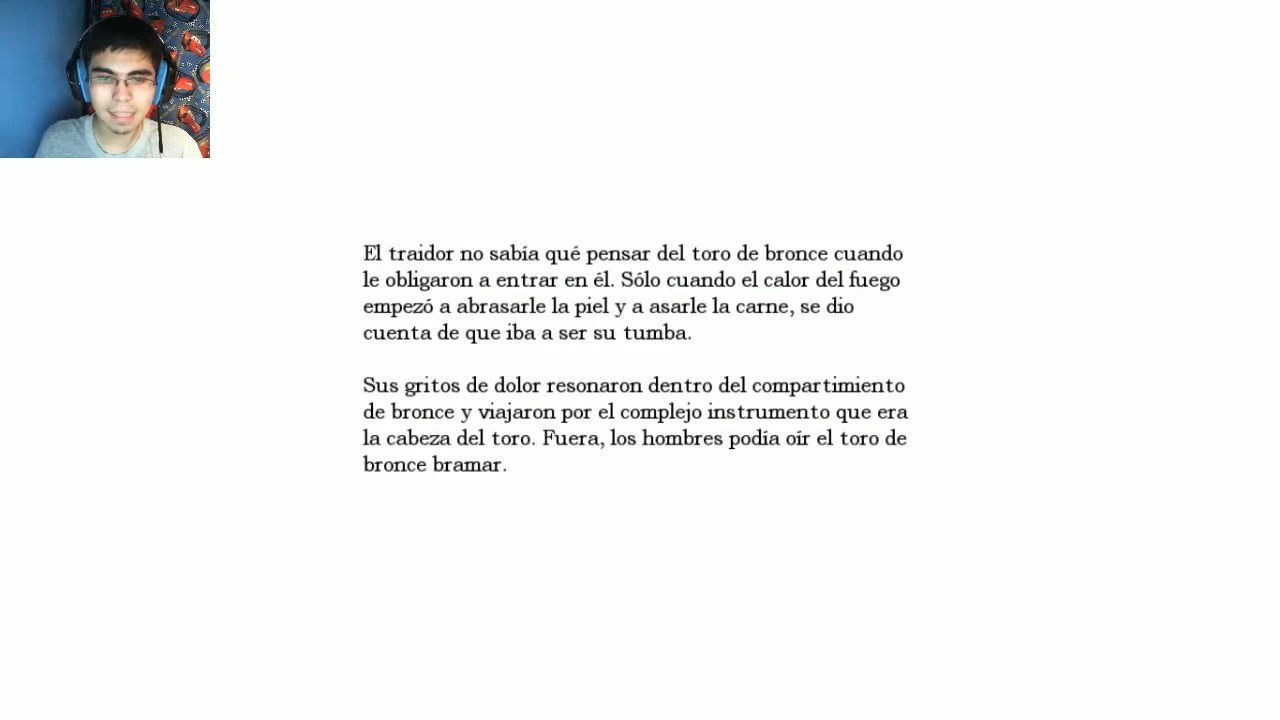 El traidor no sabía qué pensar del toro de bronce cuando
le obligaron a entrar en él. Sólo cuando el calor del fuego
empezó a abrasarle la piel y a asarle la carne, se dio
cuenta de que iba a ser su tumba.
Sus gritos de dolor resonaron dentro del compartimiento
de bronce y viajaron por el complejo instrumento que era
la cabeza del toro. Fuera, los hombres podía oír el toro de
bronce bramar.